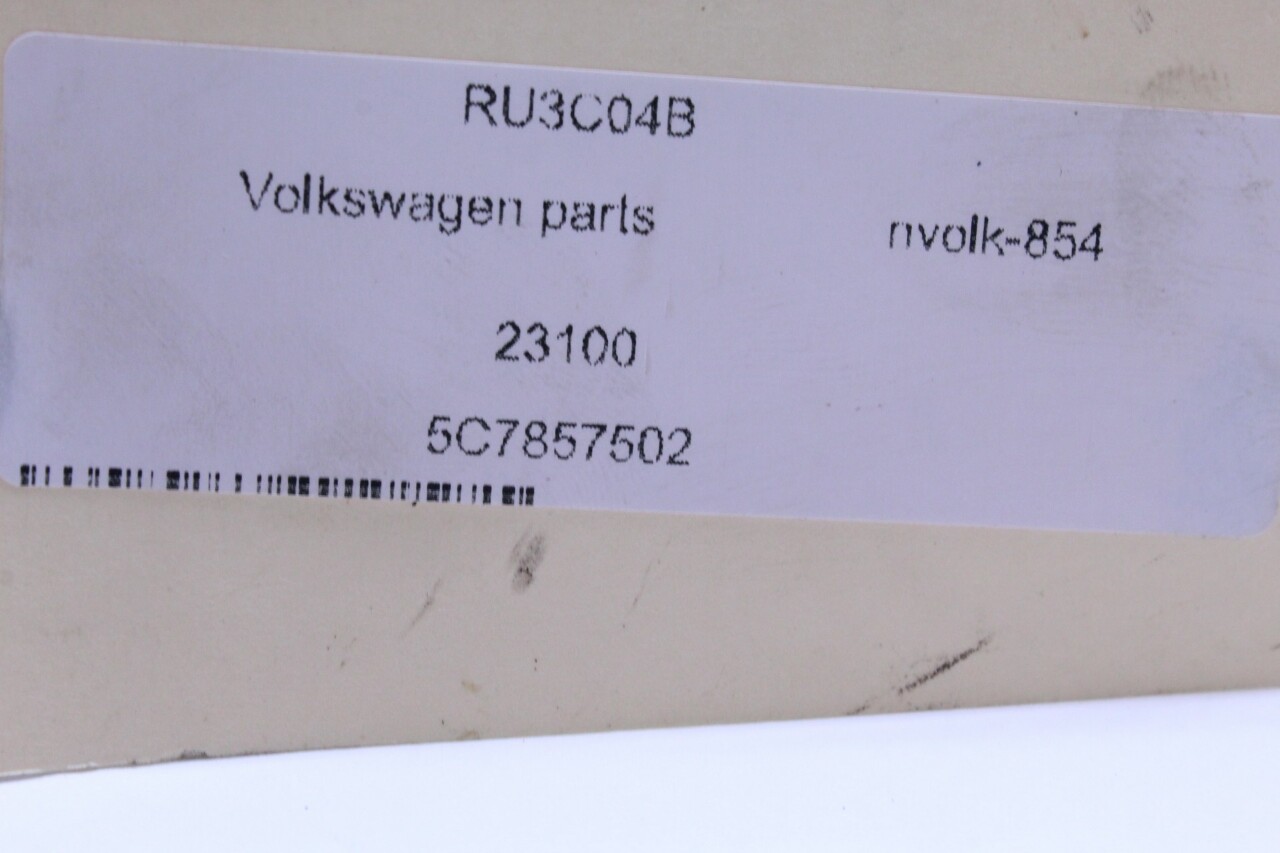 RU3C04B
Volkswagen parts nvolk-854
23100
5C7857502